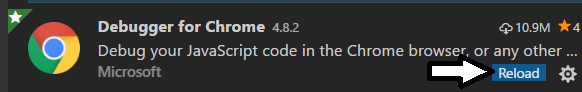 Debugger for Chrome 4.8.2 10.9M 4
Debug your JavaScript code in the Chrome browser, or any other ...
Microsoft Reload